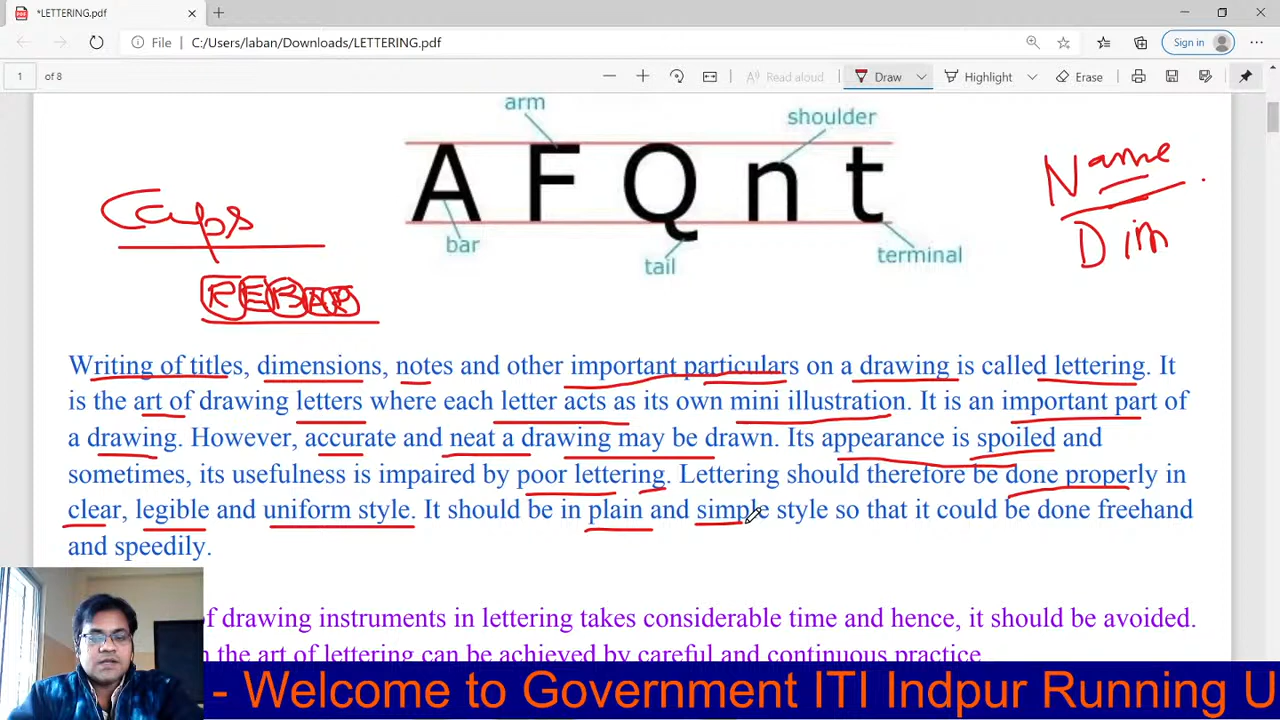 *LETTERING.pdf
File C:/Users/laban/Downloads/LETTERING.pdf
Sign in
1 of 8
Read aloud Draw Highlight Erase
arm
shoulder
A F Q n t
bar
tail
terminal
Caps
Name
Dim
Writing of titles, dimensions, notes and other important particulars on a drawing is called lettering. It
is the art of drawing letters where each letter acts as its own mini illustration. It is an important part of
a drawing. However, accurate and neat a drawing may be drawn. Its appearance is spoiled and
sometimes, its usefulness is impaired by poor lettering. Lettering should therefore be done properly in
clear, legible and uniform style. It should be in plain and simple style so that it could be done freehand
and speedily.
of drawing instruments in lettering takes considerable time and hence, it should be avoided.
the art of lettering can be achieved by careful and continuous practice
- Welcome to Government ITI Indpur Running U